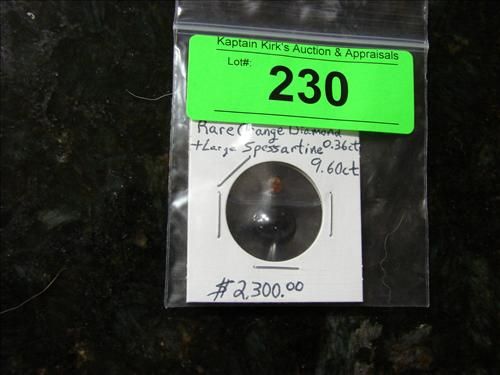 Kaptain Kirk's Auction & Appraisals
Lot#:
230
Rare Orange Diamond
0.36ct
+Large Spessartine
9.60ct
$2,300.00